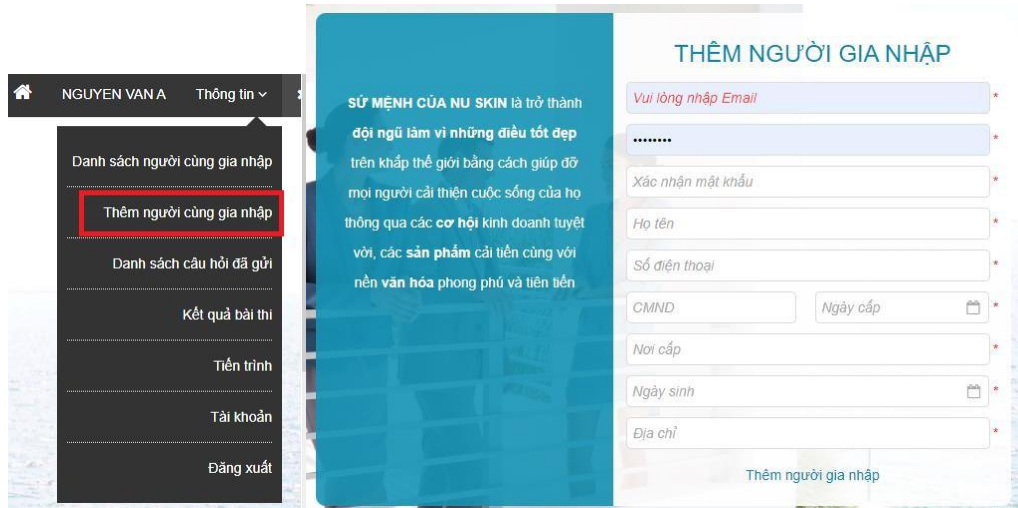 NGUYEN VAN A Thông tin
Danh sách người cùng gia nhập
Thêm người cùng gia nhập
Danh sách câu hỏi đã gửi
Kết quả bài thi
Tiến trình
Tài khoản
Đăng xuất
SỨ MỆNH CỦA NU SKIN là trở thành
đội ngũ làm vì những điều tốt đẹp
trên khắp thế giới bằng cách giúp đỡ
mọi người cải thiện cuộc sống của họ
thông qua các cơ hội kinh doanh tuyệt
vời, các sản phẩm cải tiến cùng với
nền văn hóa phong phú và tiên tiến
THÊM NGƯỜI GIA NHẬP
Vui lòng nhập Email *
•••••••• *
Xác nhận mật khẩu *
Họ tên *
Số điện thoại *
CMND Ngày cấp *
Nơi cấp *
Ngày sinh *
Địa chỉ *
Thêm người gia nhập